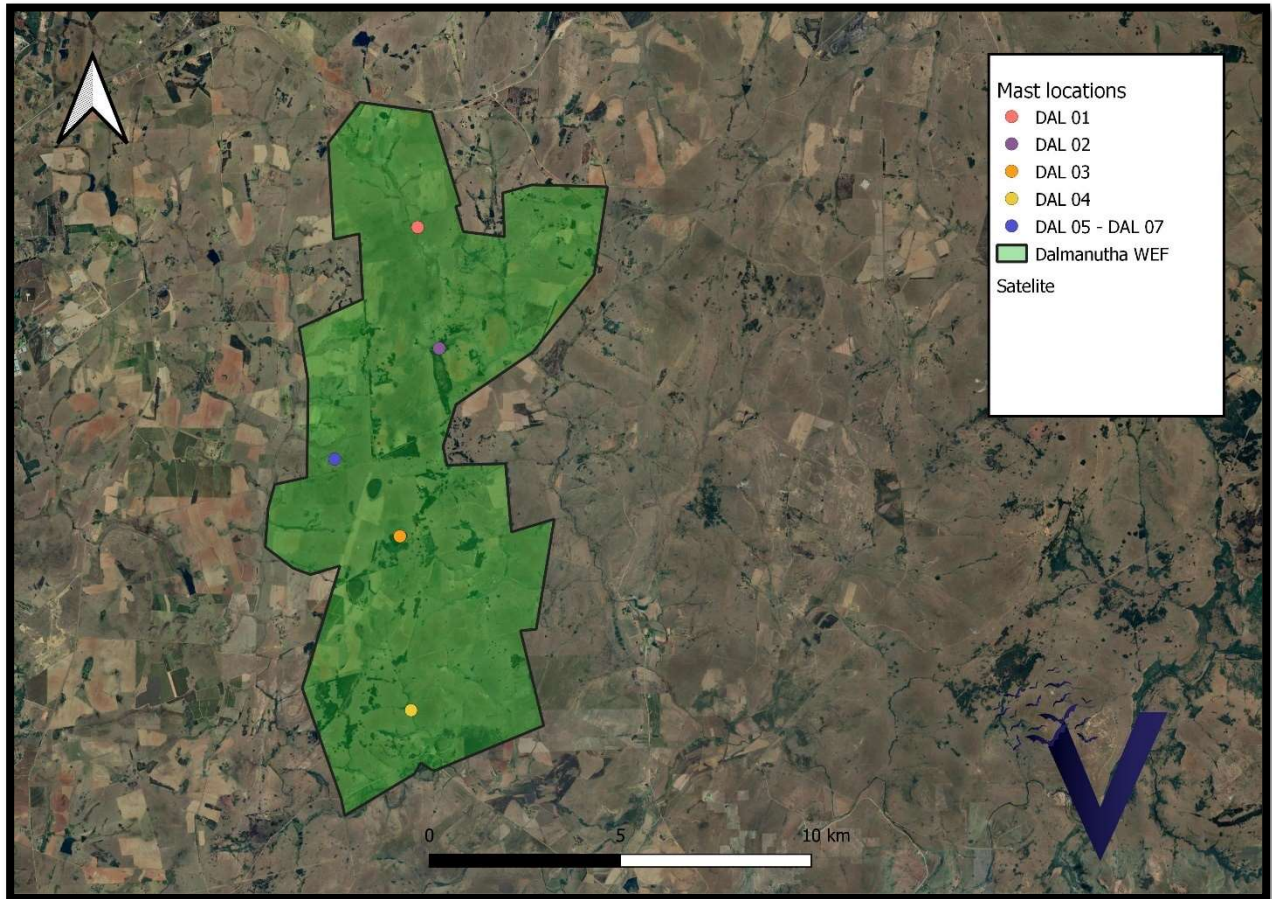 Mast locations
DAL 01
DAL 02
DAL 03
DAL 04
DAL 05 - DAL 07
Dalmanutha WEF
Satelite
0 5 10 km
V